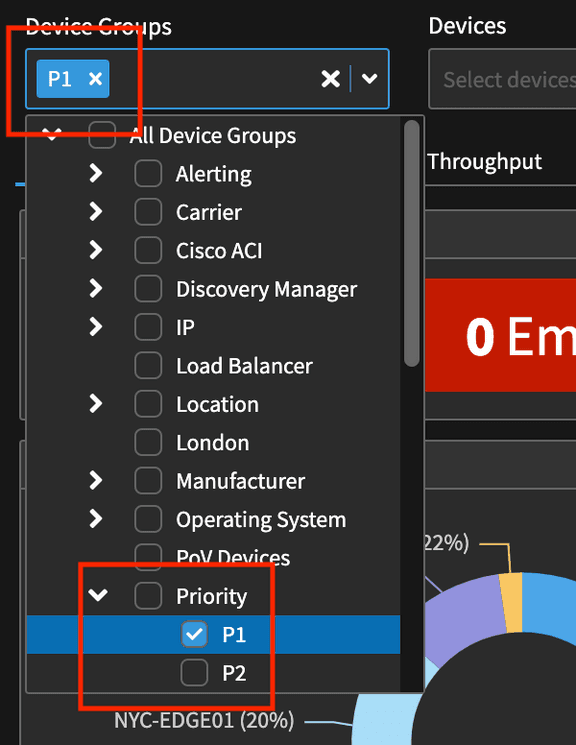 Device Groups
Devices
P1
Select devices
All Device Groups
Alerting
Throughput
Carrier
Cisco ACI
Discovery Manager
IP
0 Em
Load Balancer
Location
London
Manufacturer
Operating System
22%)
PoV Devices
Priority
P1
P2
NYC-EDGE01 (20%)